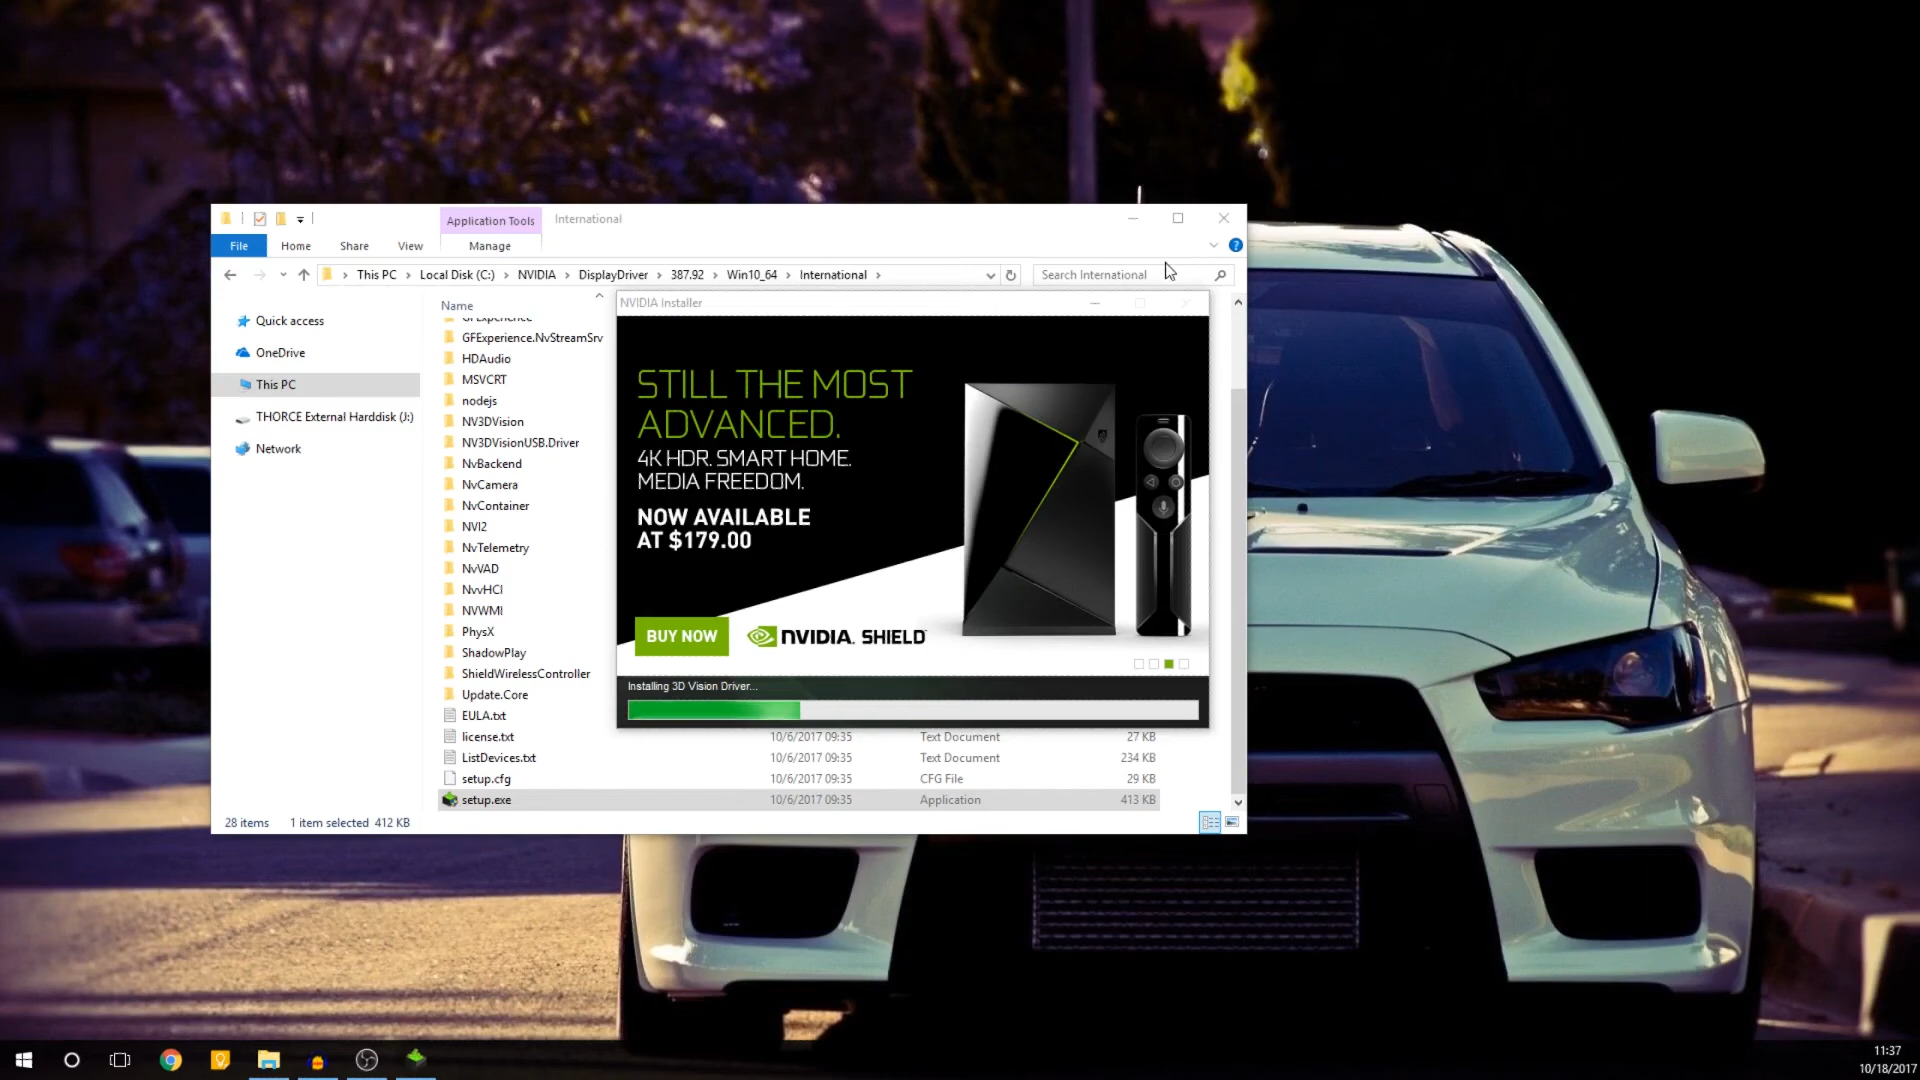 Application Tools
International
File
Home
Share
View
Manage
This PC
Local Disk (C:)
NVIDIA
DisplayDriver
387.92
Win10_64
International
Search International
Quick access
OneDrive
This PC
THORCE External Harddisk (J:)
Network
Name
GFExperience
GFExperience.NvStreamSrv
HDAudio
MSVCRT
nodejs
NV3DVision
NV3DVisionUSB.Driver
NvBackend
NvCamera
NvContainer
NVI2
NvTelemetry
NvVAD
NvvHCI
NVWMI
PhysX
ShadowPlay
ShieldWirelessController
Update.Core
EULA.txt
license.txt 10/6/2017 09:35 Text Document 27 KB
ListDevices.txt 10/6/2017 09:35 Text Document 234 KB
setup.cfg 10/6/2017 09:35 CFG File 29 KB
setup.exe 10/6/2017 09:35 Application 413 KB
28 items 1 item selected 412 KB
NVIDIA Installer
STILL THE MOST
ADVANCED.
4K HDR. SMART HOME.
MEDIA FREEDOM.
NOW AVAILABLE
AT $179.00
BUY NOW
NVIDIA. SHIELD
Installing 3D Vision Driver...
11:37
10/18/2017